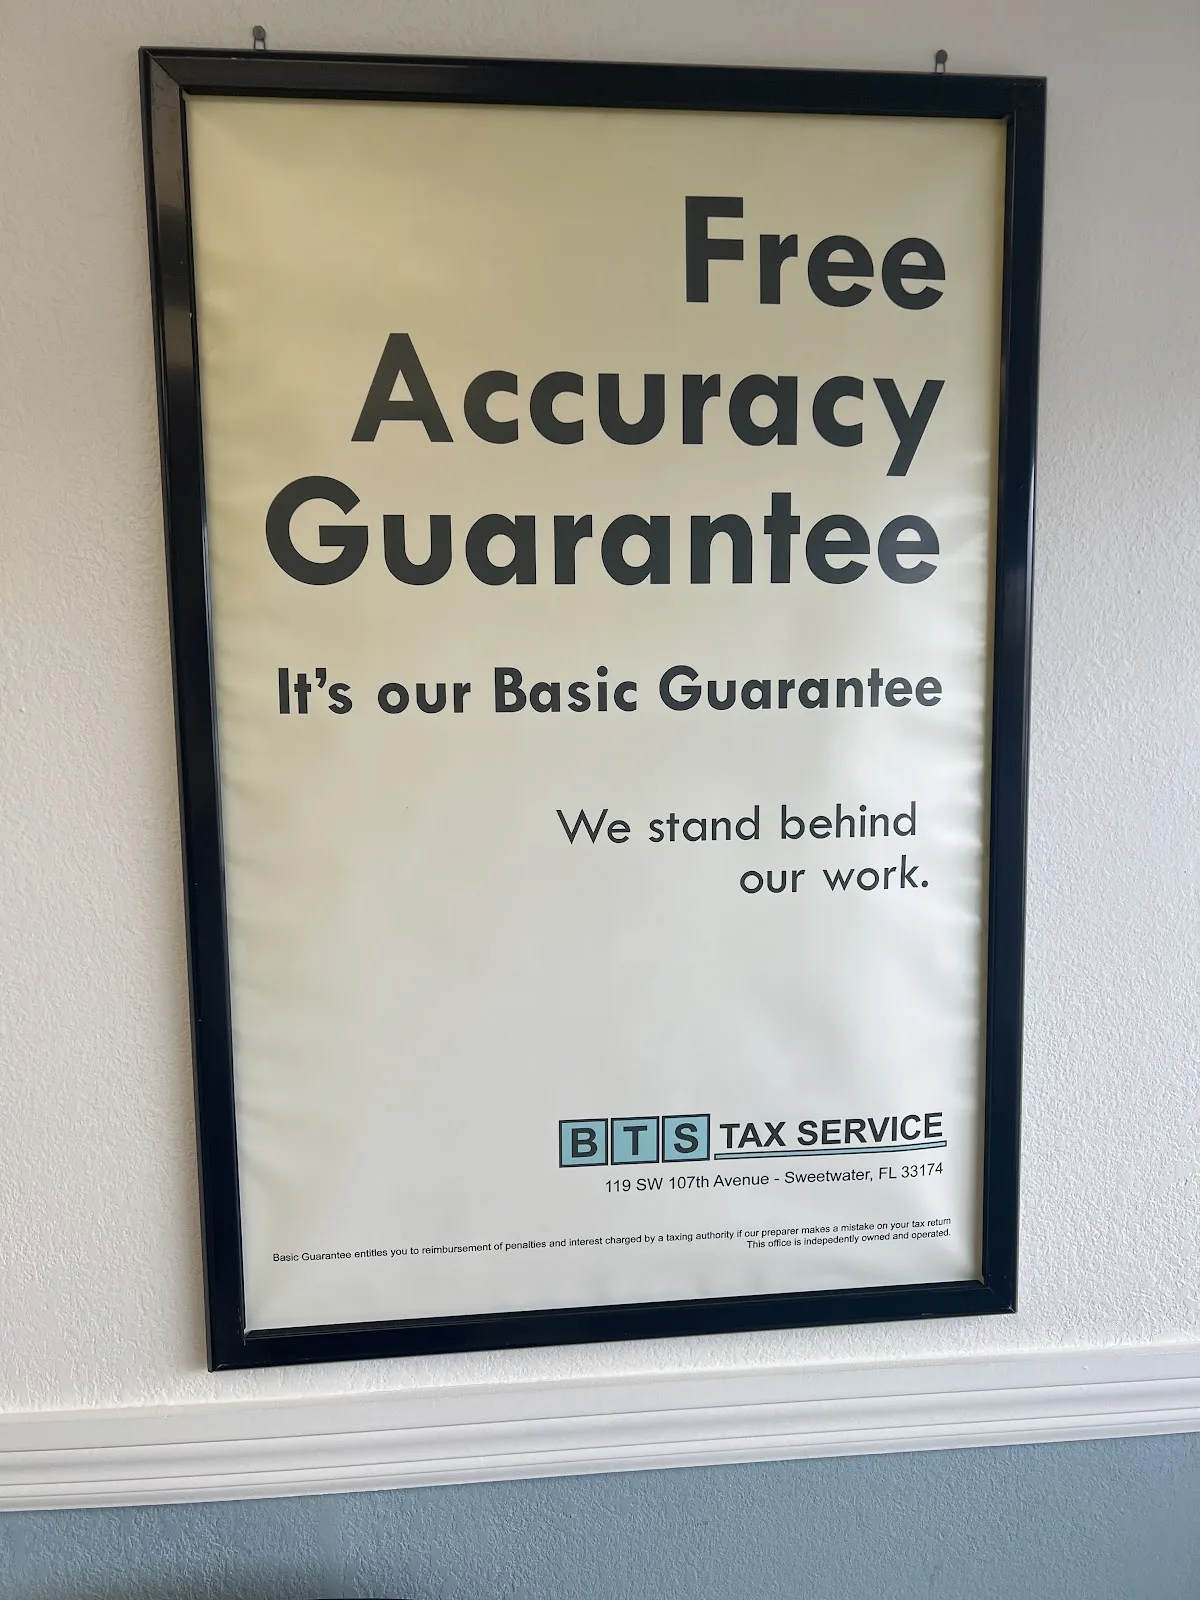 Free
Accuracy
Guarantee
It's our Basic Guarantee
We stand behind
our work.
BTS TAX SERVICE
119 SW 107th Avenue - Sweetwater, FL 33174
Basic Guarantee entitles you to reimbursement of penalties and interest charged by a taxing authority if our preparer makes a mistake on your tax return
This office is indepedently owned and operated.